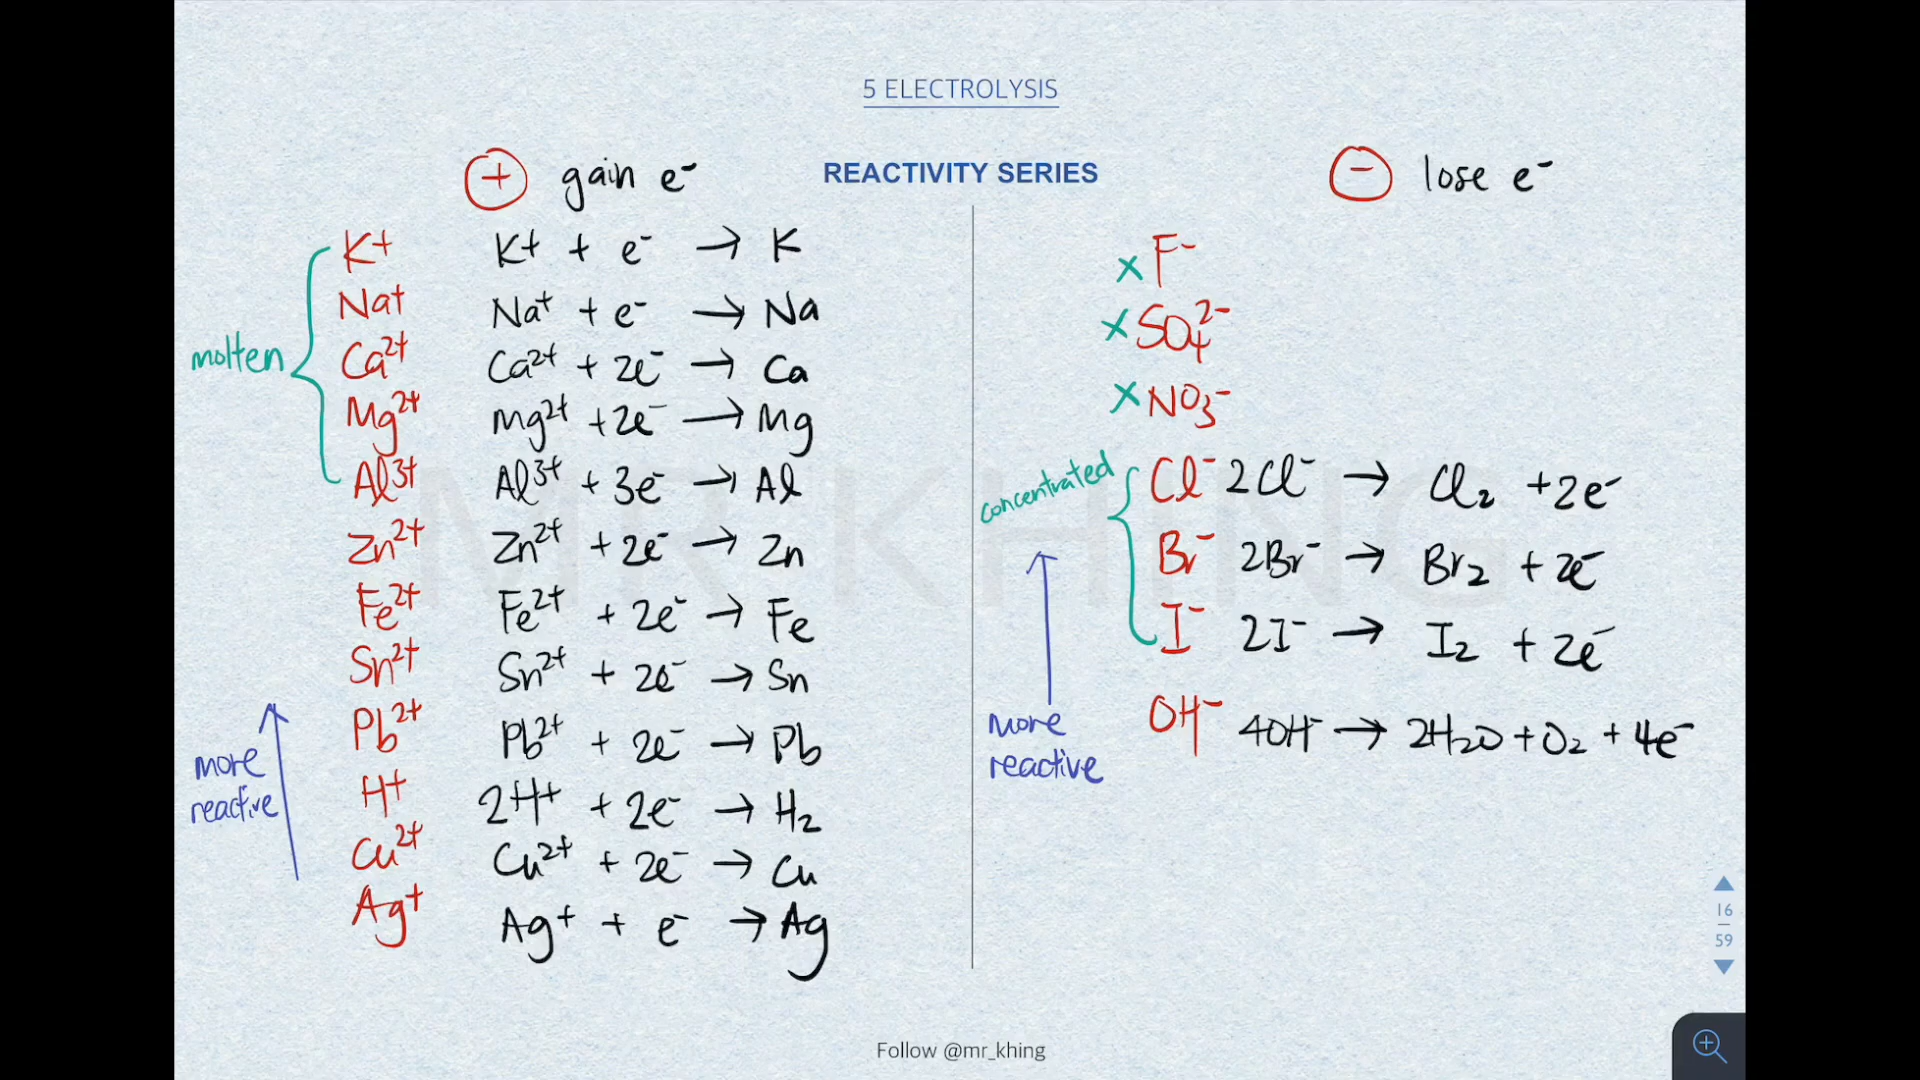 5 ELECTROLYSIS
REACTIVITY SERIES
+ gain e⁻
molten
K⁺ K⁺ + e⁻ → K
Na⁺ Na⁺ + e⁻ → Na
Ca²⁺ Ca²⁺ + 2e⁻ → Ca
Mg²⁺ Mg²⁺ + 2e⁻ → Mg
Al³⁺ Al³⁺ + 3e⁻ → Al
Zn²⁺ Zn²⁺ + 2e⁻ → Zn
Fe²⁺ Fe²⁺ + 2e⁻ → Fe
Sn²⁺ Sn²⁺ + 2e⁻ → Sn
Pb²⁺ Pb²⁺ + 2e⁻ → Pb
H⁺ 2H⁺ + 2e⁻ → H₂
Cu²⁺ Cu²⁺ + 2e⁻ → Cu
Ag⁺ Ag⁺ + e⁻ → Ag
more
reactive
− lose e⁻
x F⁻
x SO₄²⁻
x NO₃⁻
concentrated
Cl⁻ 2Cl⁻ → Cl₂ + 2e⁻
Br⁻ 2Br⁻ → Br₂ + 2e⁻
I⁻ 2I⁻ → I₂ + 2e⁻
OH⁻ 4OH⁻ → 2H₂O + O₂ + 4e⁻
more
reactive
MR KHING
16
59
Follow @mr_khing